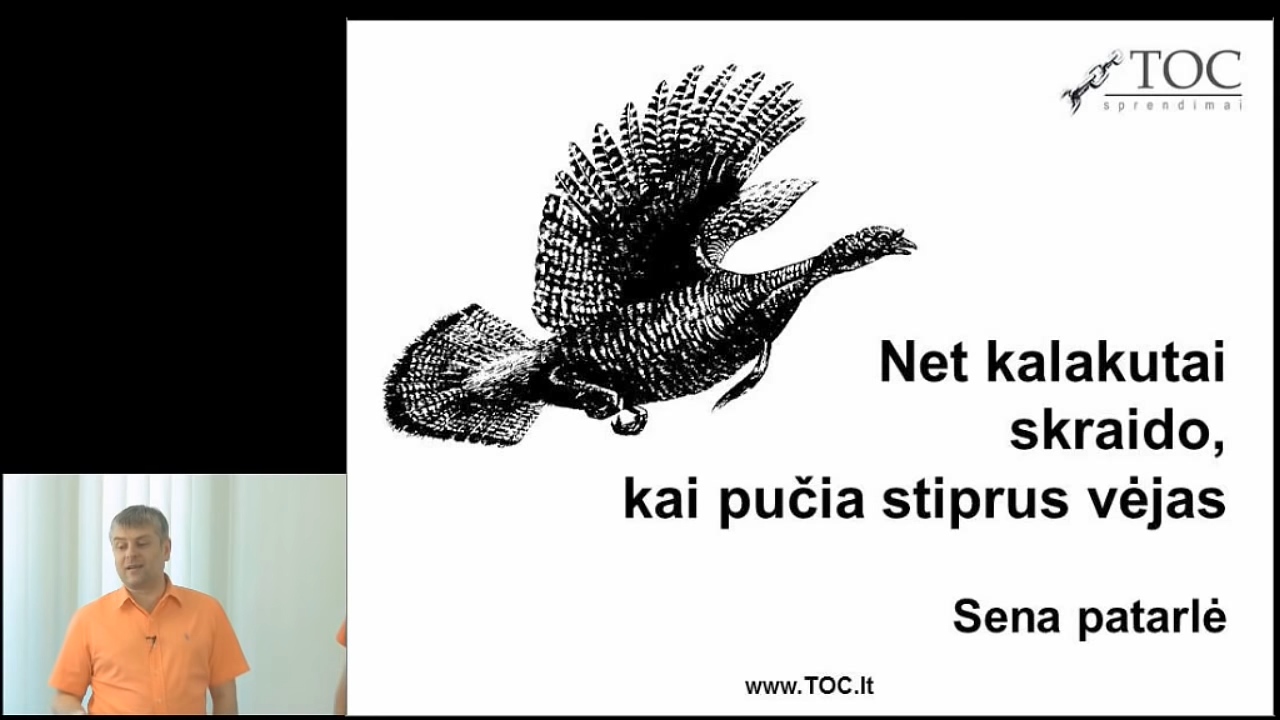 TOC
sprendimai
Net kalakutai
skraido,
kai pučia stiprus vėjas
Sena patarlė
www.TOC.lt